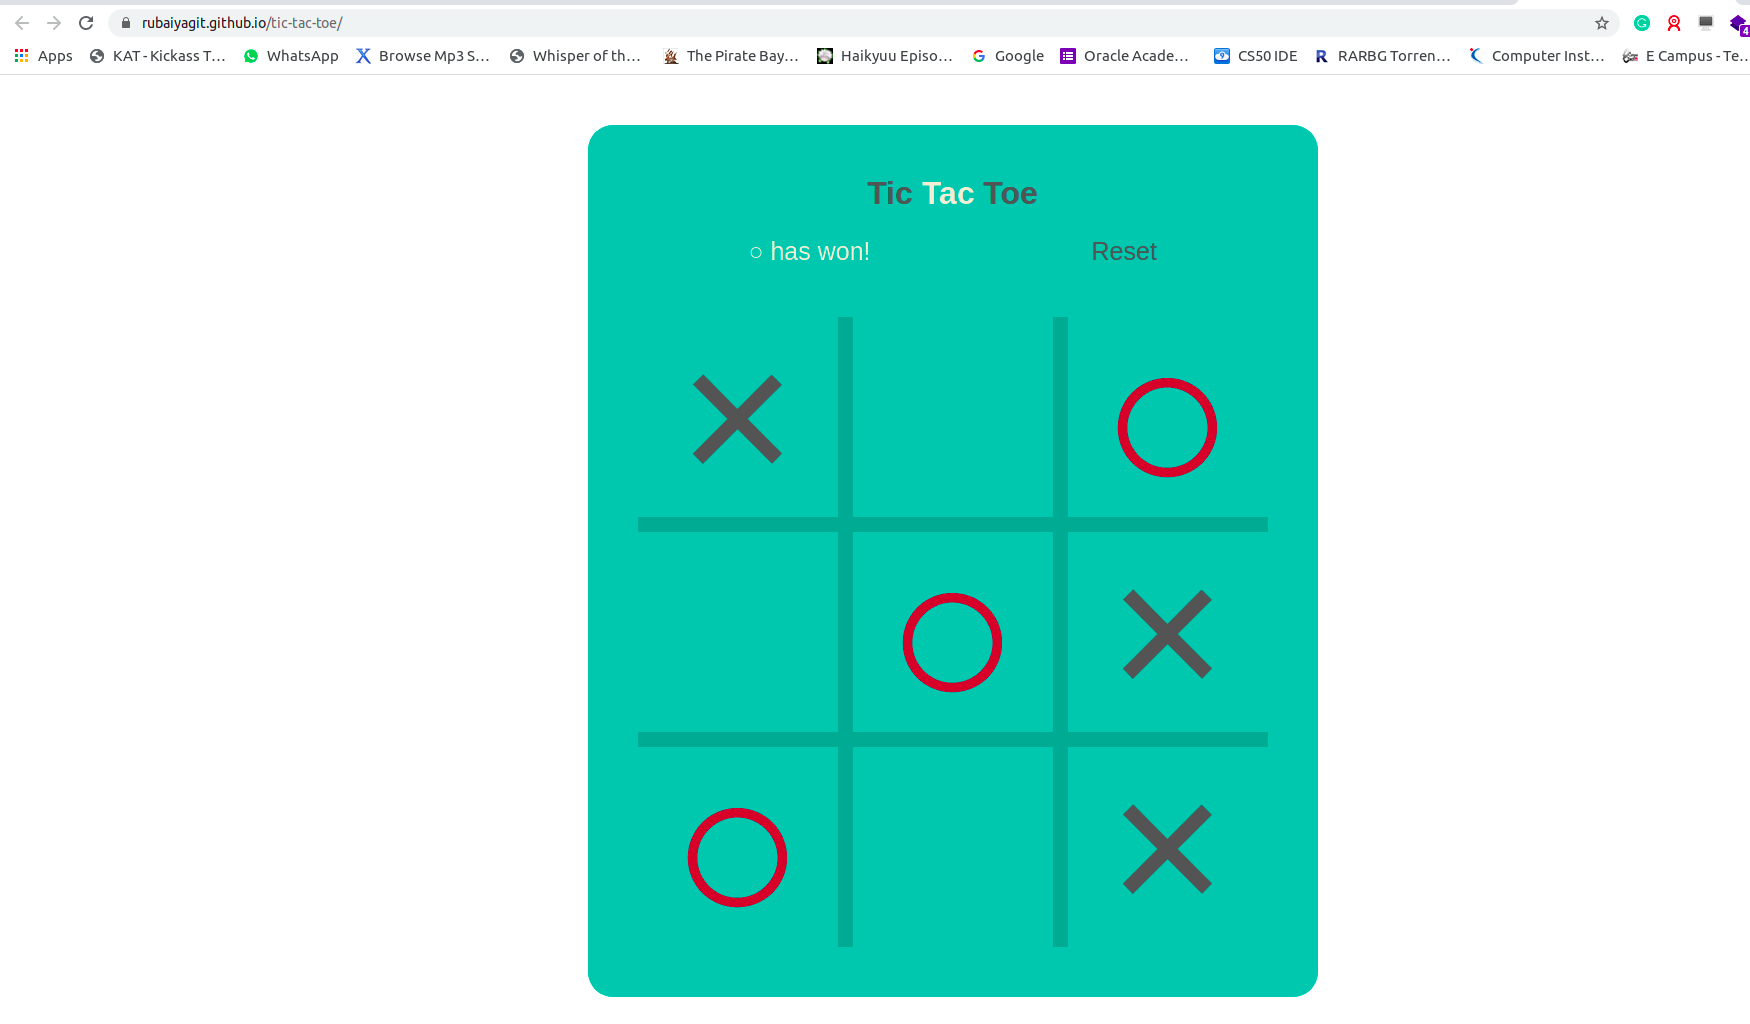 rubaiyagit.github.io/tic-tac-toe/
Apps KAT - Kickass T... WhatsApp Browse Mp3 S... Whisper of th... The Pirate Bay... Haikyuu Episo... Google Oracle Acade... CS50 IDE RARBG Torren... Computer Inst... E Campus - Te...
4
Tic Tac Toe
○ has won! Reset